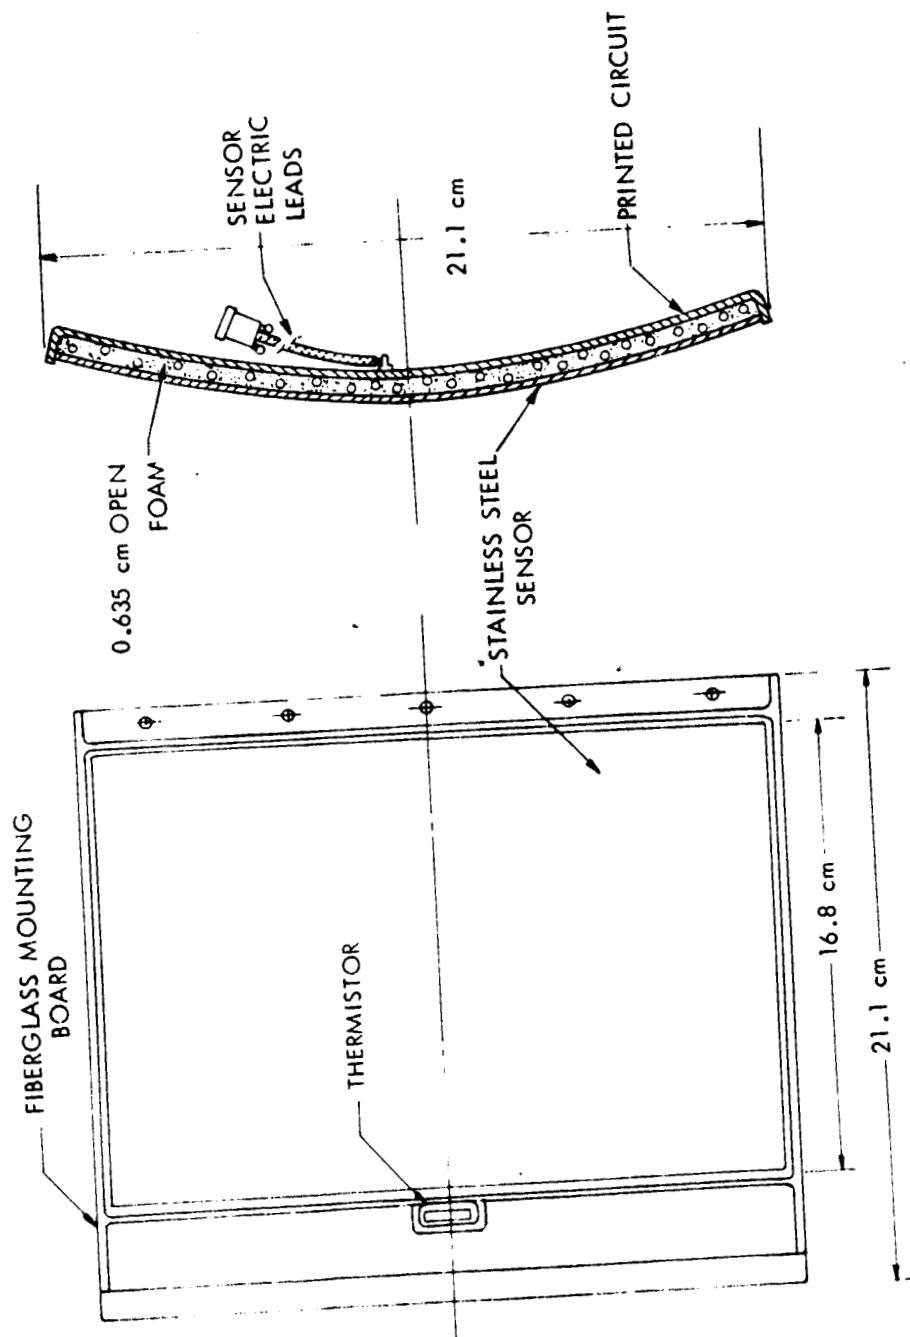 FIBERGLASS MOUNTING
BOARD
THERMISTOR
16.8 cm
21.1 cm
STAINLESS STEEL
SENSOR
0.635 cm OPEN
FOAM
SENSOR
ELECTRIC
LEADS
21.1 cm
PRINTED CIRCUIT